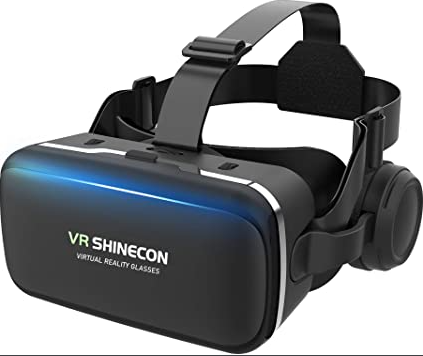 VR SHINECON
VIRTUAL REALITY GLASSES